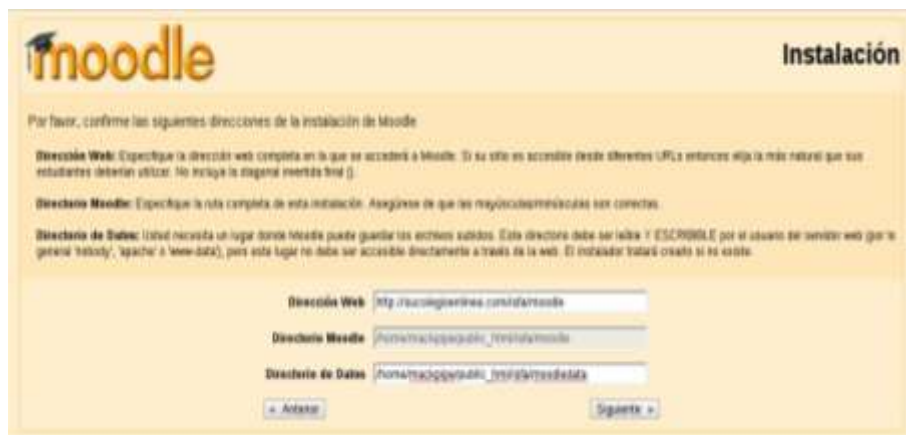 moodle
Instalación
Por favor, confirme las siguientes direcciones de la instalación de Moodle
Dirección Web: Especifique la dirección web completa en la que se accederá a Moodle. Si su sitio es accesible desde diferentes URLs entonces elija la más natural que sus
estudiantes deberían utilizar. No incluya la diagonal invertida final ().
Directorio Moodle: Especifique la ruta completa de esta instalación. Asegúrese de que las mayúsculas/minúsculas son correctas.
Directorio de Datos: Usted necesita un lugar donde Moodle puede guardar los archivos subidos. Este directorio debe ser leíble Y ESCRIBIBLE por el usuario del servidor web (por lo
general 'nobody', 'apache' o 'www-data'), pero este lugar no debe ser accesible directamente a través de la web. El instalador tratará crearlo si no existe.
Dirección Web
Directorio Moodle
Directorio de Datos
« Anterior
Siguiente »